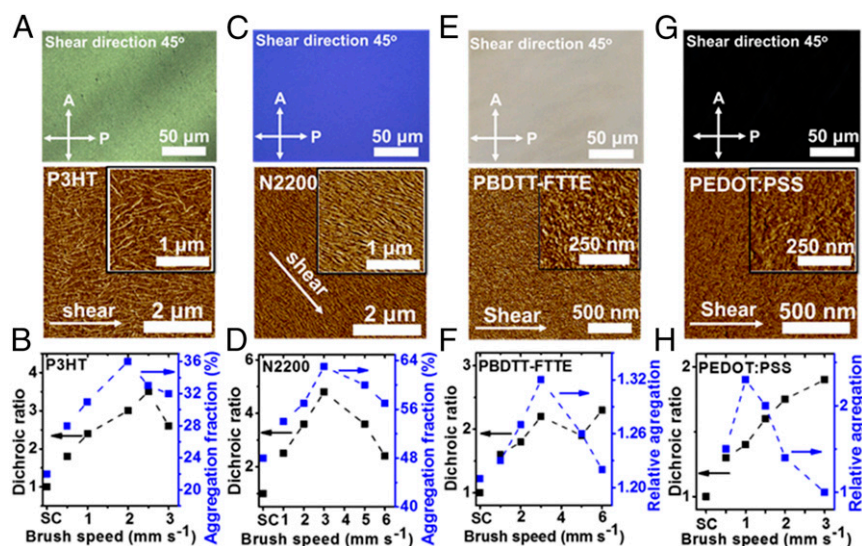 A
Shear direction 45°
A
P
50 µm
P3HT
1 µm
shear
2 µm
C
Shear direction 45°
A
P
50 µm
N2200
1 µm
shear
2 µm
E
Shear direction 45°
A
P
50 µm
PBDTT-FTTE
250 nm
Shear
500 nm
G
Shear direction 45°
A
P
50 µm
PEDOT:PSS
250 nm
Shear
500 nm
B
P3HT
Dichroic ratio
4
3
2
1
Aggregation fraction (%)
36
32
28
24
20
SC 1 2 3
Brush speed (mm s⁻¹)
D
N2200
Dichroic ratio
6
4
2
Aggregation fraction (%)
64
56
48
40
SC 1 2 3 4 5 6
Brush speed (mm s⁻¹)
F
PBDTT-FTTE
Dichroic ratio
3
2
1
Relative aggregation
1.32
1.26
1.20
SC 2 4 6
Brush speed (mm s⁻¹)
H
PEDOT:PSS
Dichroic ratio
2
1
Relative aggregation
2
1
SC 1 2 3
Brush speed (mm s⁻¹)